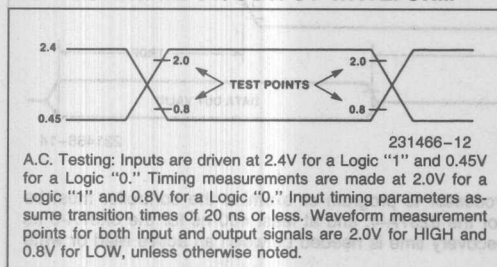 2.4
2.0
2.0
TEST POINTS
0.8
0.8
0.45
231466-12
A.C. Testing: Inputs are driven at 2.4V for a Logic "1" and 0.45V
for a Logic "0." Timing measurements are made at 2.0V for a
Logic "1" and 0.8V for a Logic "0." Input timing parameters as-
sume transition times of 20 ns or less. Waveform measurement
points for both input and output signals are 2.0V for HIGH and
0.8V for LOW, unless otherwise noted.